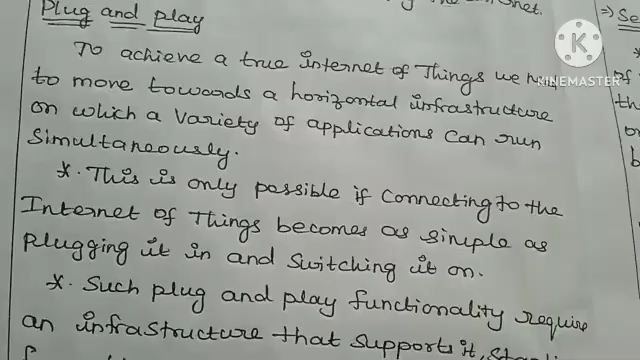 Plug and play
To achieve a true internet of Things we
to move towards a horizontal infrastructure
on which a variety of applications can run
simultaneously.
*. This is only possible if connecting to the
Internet of Things becomes as simple as
plugging it in and switching it on.
*. Such plug and play functionality require
an infrastructure that supports it,
KINEMASTER
of